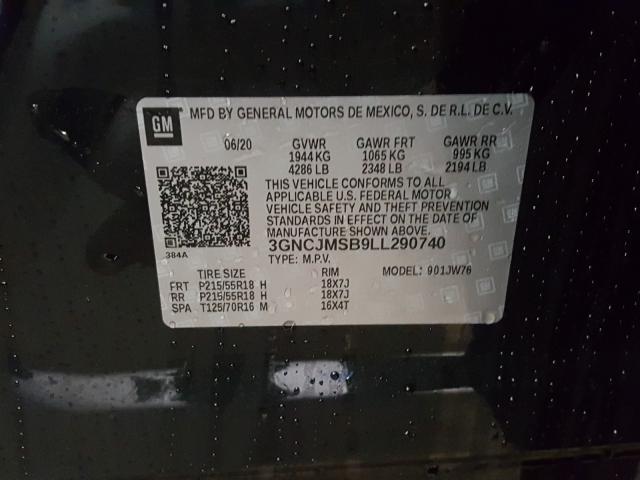 GM MFD BY GENERAL MOTORS DE MEXICO, S. DE R.L. DE C.V.
06/20 GVWR GAWR FRT GAWR RR
1944 KG 1065 KG 995 KG
4286 LB 2348 LB 2194 LB
THIS VEHICLE CONFORMS TO ALL
APPLICABLE U.S. FEDERAL MOTOR
VEHICLE SAFETY AND THEFT PREVENTION
STANDARDS IN EFFECT ON THE DATE OF
MANUFACTURE SHOWN ABOVE.
3GNCJMSB9LL290740
384A TYPE: M.P.V.
TIRE SIZE RIM MODEL: 901JW76
FRT P215/55R18 H 18X7J
RR P215/55R18 H 18X7J
SPA T125/70R16 M 16X4T